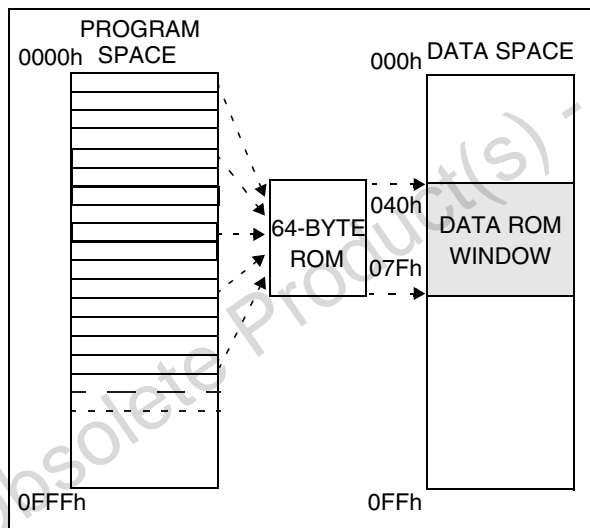 PROGRAM
SPACE
0000h
0FFFh
64-BYTE
ROM
DATA SPACE
000h
040h
07Fh
DATA ROM
WINDOW
0FFh
Obsolete Product(s) -